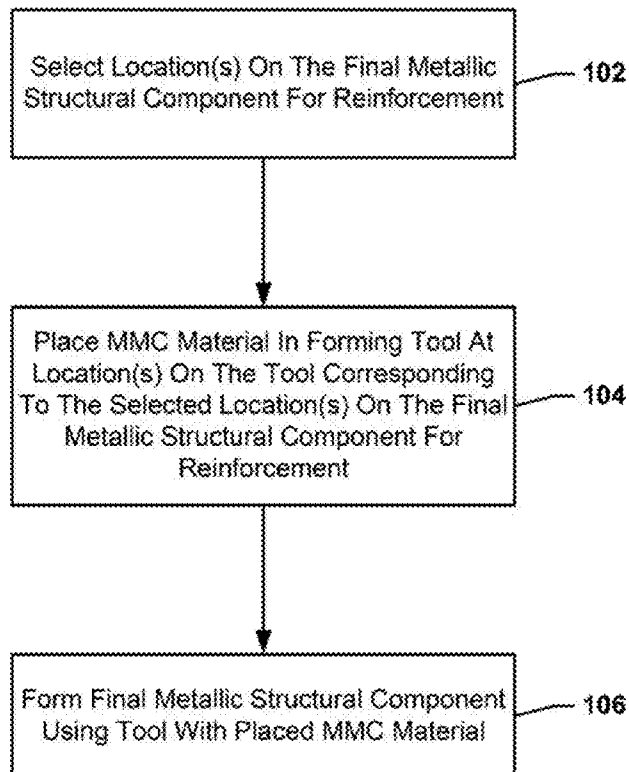 Select Location(s) On The Final Metallic
Structural Component For Reinforcement
102
Place MMC Material In Forming Tool At
Location(s) On The Tool Corresponding
To The Selected Location(s) On The Final
Metallic Structural Component For
Reinforcement
104
Form Final Metallic Structural Component
Using Tool With Placed MMC Material
106